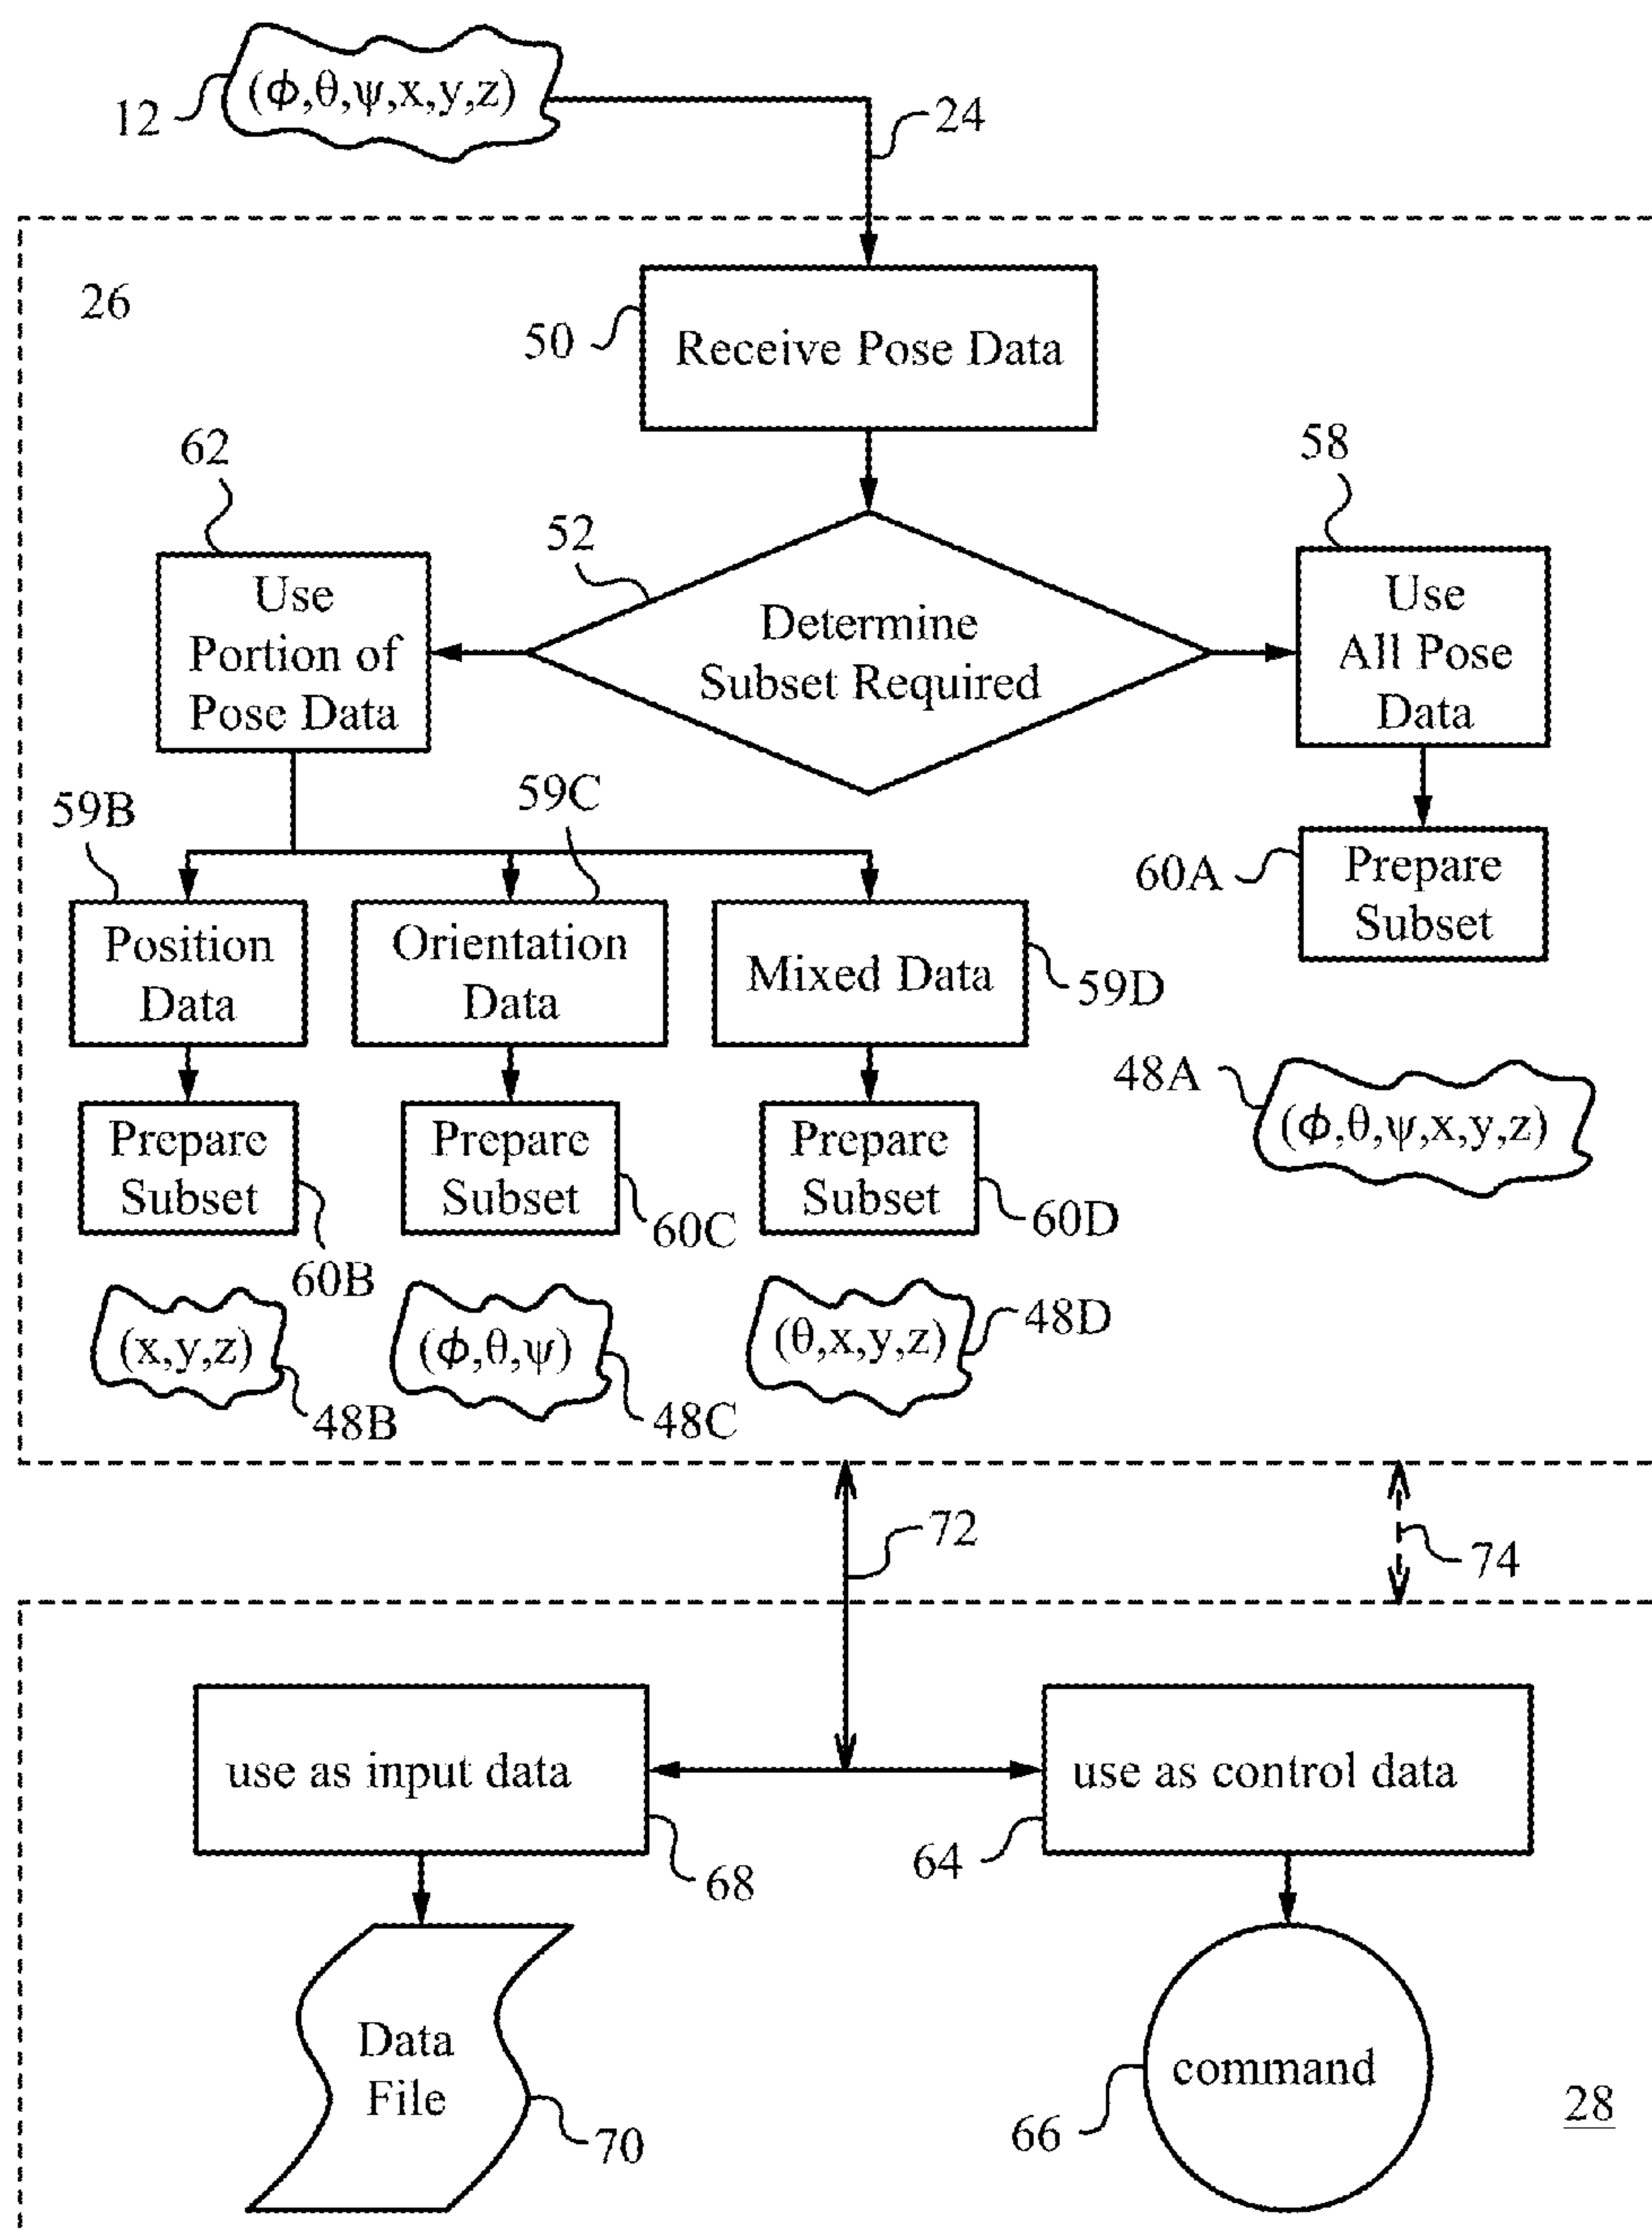 12
(ϕ,θ,ψ,x,y,z)
24
26
50
Receive Pose Data
62
58
52
Use
Portion of
Pose Data
Determine
Subset Required
Use
All Pose
Data
59B
59C
60A
Prepare
Subset
Position
Data
Orientation
Data
Mixed Data
59D
48A
(ϕ,θ,ψ,x,y,z)
Prepare
Subset
60B
Prepare
Subset
60C
Prepare
Subset
60D
(x,y,z)
48B
(ϕ,θ,ψ)
48C
(θ,x,y,z)
48D
72
74
use as input data
68
use as control data
64
Data
File
70
command
66
28